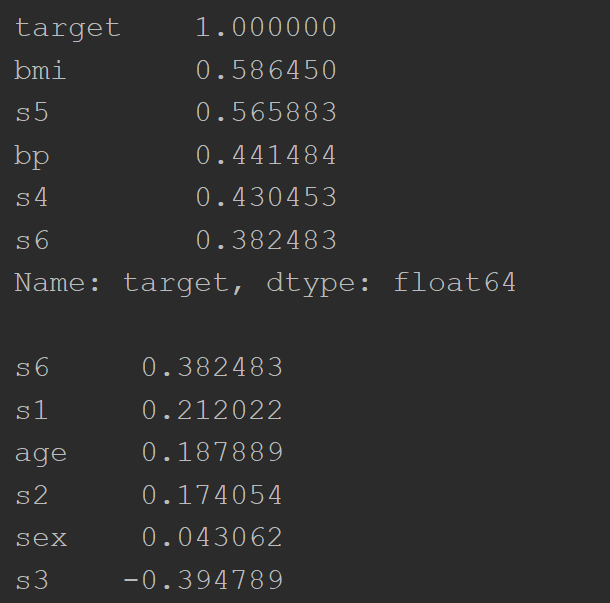 target    1.000000
bmi       0.586450
s5        0.565883
bp        0.441484
s4        0.430453
s6        0.382483
Name: target, dtype: float64

s6     0.382483
s1     0.212022
age    0.187889
s2     0.174054
sex    0.043062
s3    -0.394789